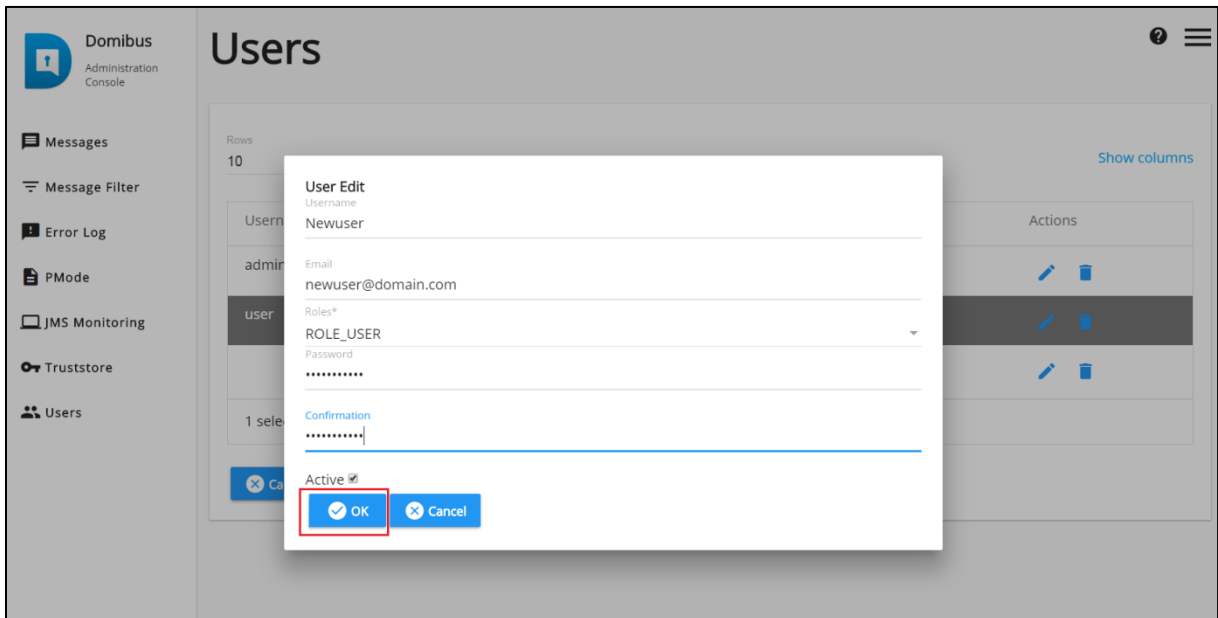 Domibus
Administration
Console
Users
Messages
Message Filter
Error Log
PMode
JMS Monitoring
Truststore
Users
Rows
10
Show columns
Usern
Actions
admin
user
1 sele
Ca
User Edit
Username
Newuser
Email
newuser@domain.com
Roles*
ROLE_USER
Password
•••••••••••
Confirmation
•••••••••••
Active
OK
Cancel